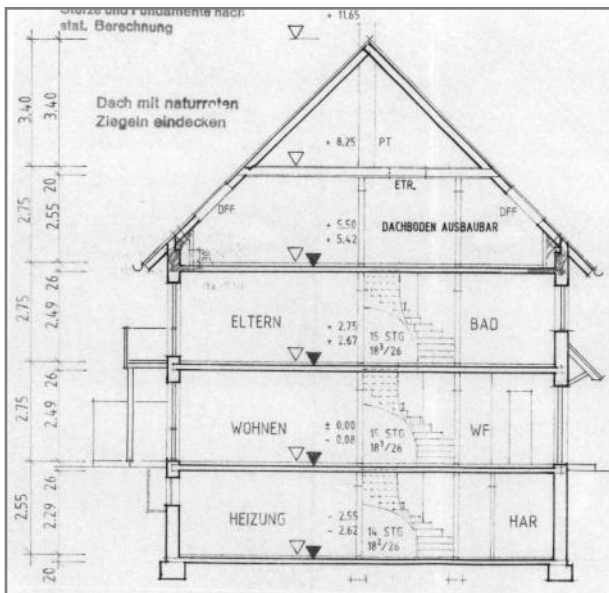 stat. Berechnung
+ 11.65
Dach mit naturroten
Ziegeln eindecken
3.40
3.40
+ 8.25 PT
20
ETR.
2.75
2.55
DFF
DFF
+ 5.50
+ 5.42
DACHBODEN AUSBAUBAR
30
26
2.75
2.49
ELTERN
+ 2.75
+ 2.67
15 STG
18³/26
BAD
26
2.75
2.49
WOHNEN
± 0.00
- 0.08
15 STG
18³/26
WF
26
2.55
2.29
HEIZUNG
- 2.55
- 2.62
14 STG
18²/26
HAR
20